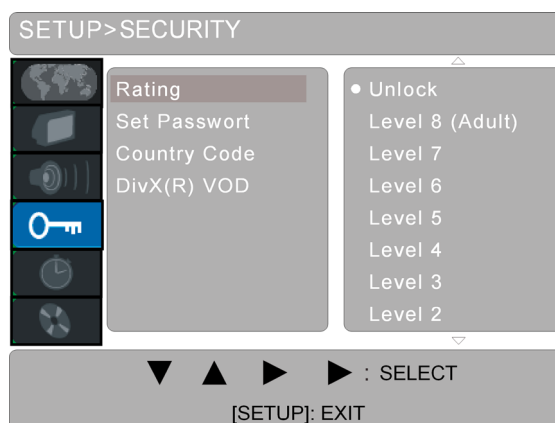 SETUP>SECURITY
Rating
Set Passwort
Country Code
DivX(R) VOD
Unlock
Level 8 (Adult)
Level 7
Level 6
Level 5
Level 4
Level 3
Level 2
: SELECT
[SETUP]: EXIT